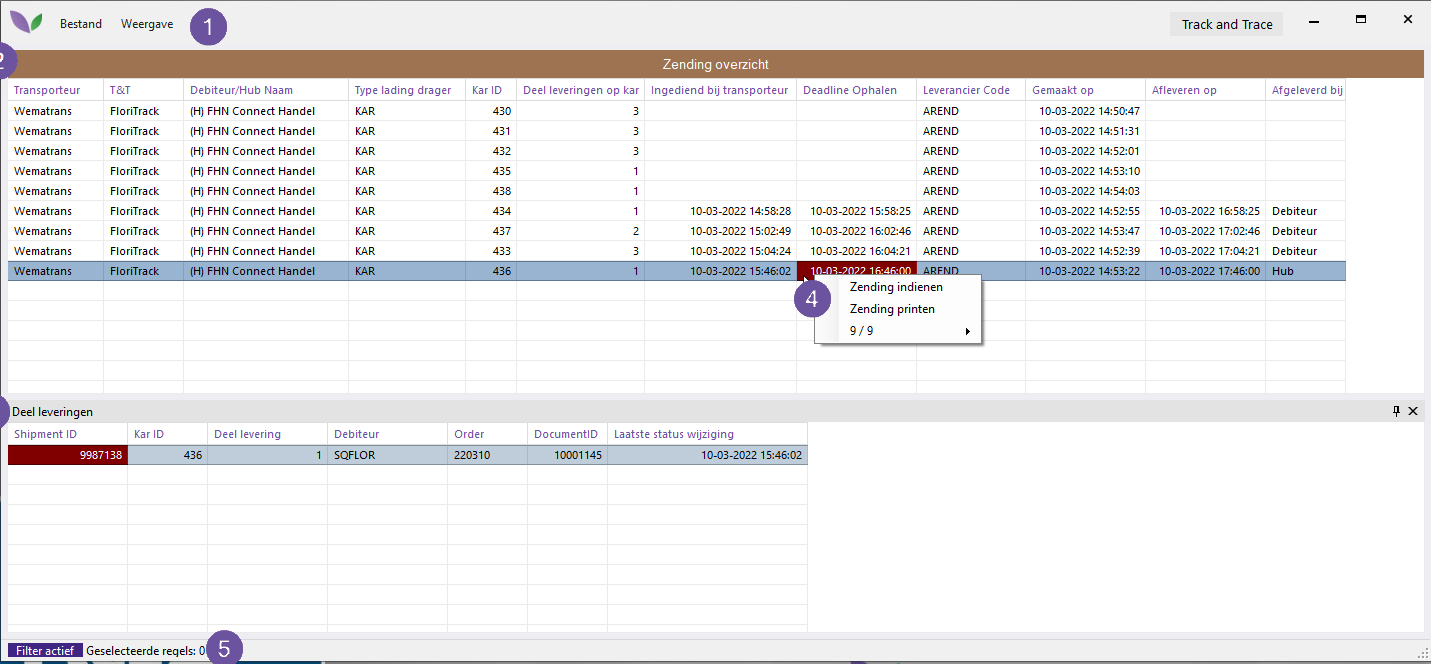 Bestand Weergave 1 Track and Trace
2
Zending overzicht
Transporteur T&T Debiteur/Hub Naam Type lading drager Kar ID Deel leveringen op kar Ingediend bij transporteur Deadline Ophalen Leverancier Code Gemaakt op Afleveren op Afgeleverd bij
Wematrans FloriTrack (H) FHN Connect Handel KAR 430 3 AREND 10-03-2022 14:50:47
Wematrans FloriTrack (H) FHN Connect Handel KAR 431 3 AREND 10-03-2022 14:51:31
Wematrans FloriTrack (H) FHN Connect Handel KAR 432 3 AREND 10-03-2022 14:52:01
Wematrans FloriTrack (H) FHN Connect Handel KAR 435 1 AREND 10-03-2022 14:53:10
Wematrans FloriTrack (H) FHN Connect Handel KAR 438 1 AREND 10-03-2022 14:54:03
Wematrans FloriTrack (H) FHN Connect Handel KAR 434 1 10-03-2022 14:58:28 10-03-2022 15:58:25 AREND 10-03-2022 14:52:55 10-03-2022 16:58:25 Debiteur
Wematrans FloriTrack (H) FHN Connect Handel KAR 437 2 10-03-2022 15:02:49 10-03-2022 16:02:46 AREND 10-03-2022 14:53:47 10-03-2022 17:02:46 Debiteur
Wematrans FloriTrack (H) FHN Connect Handel KAR 433 3 10-03-2022 15:04:24 10-03-2022 16:04:21 AREND 10-03-2022 14:52:39 10-03-2022 17:04:21 Debiteur
Wematrans FloriTrack (H) FHN Connect Handel KAR 436 1 10-03-2022 15:46:02 10-03-2022 16:46:00 AREND 10-03-2022 14:53:22 10-03-2022 17:46:00 Hub
4
Zending indienen
Zending printen
9 / 9
Deel leveringen
Shipment ID Kar ID Deel levering Debiteur Order DocumentID Laatste status wijziging
9987138 436 1 SQFLOR 220310 10001145 10-03-2022 15:46:02
Filter actief Geselecteerde regels: 0 5